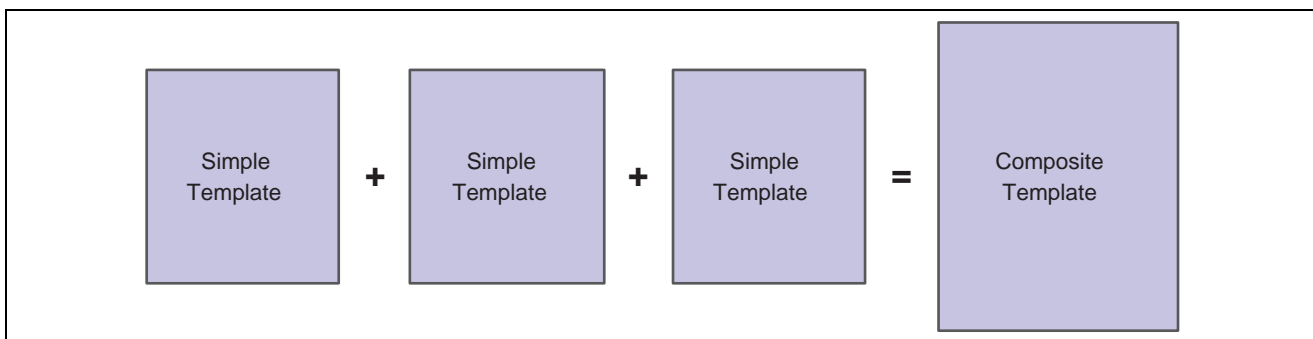 Simple
Template
+
Simple
Template
+
Simple
Template
=
Composite
Template